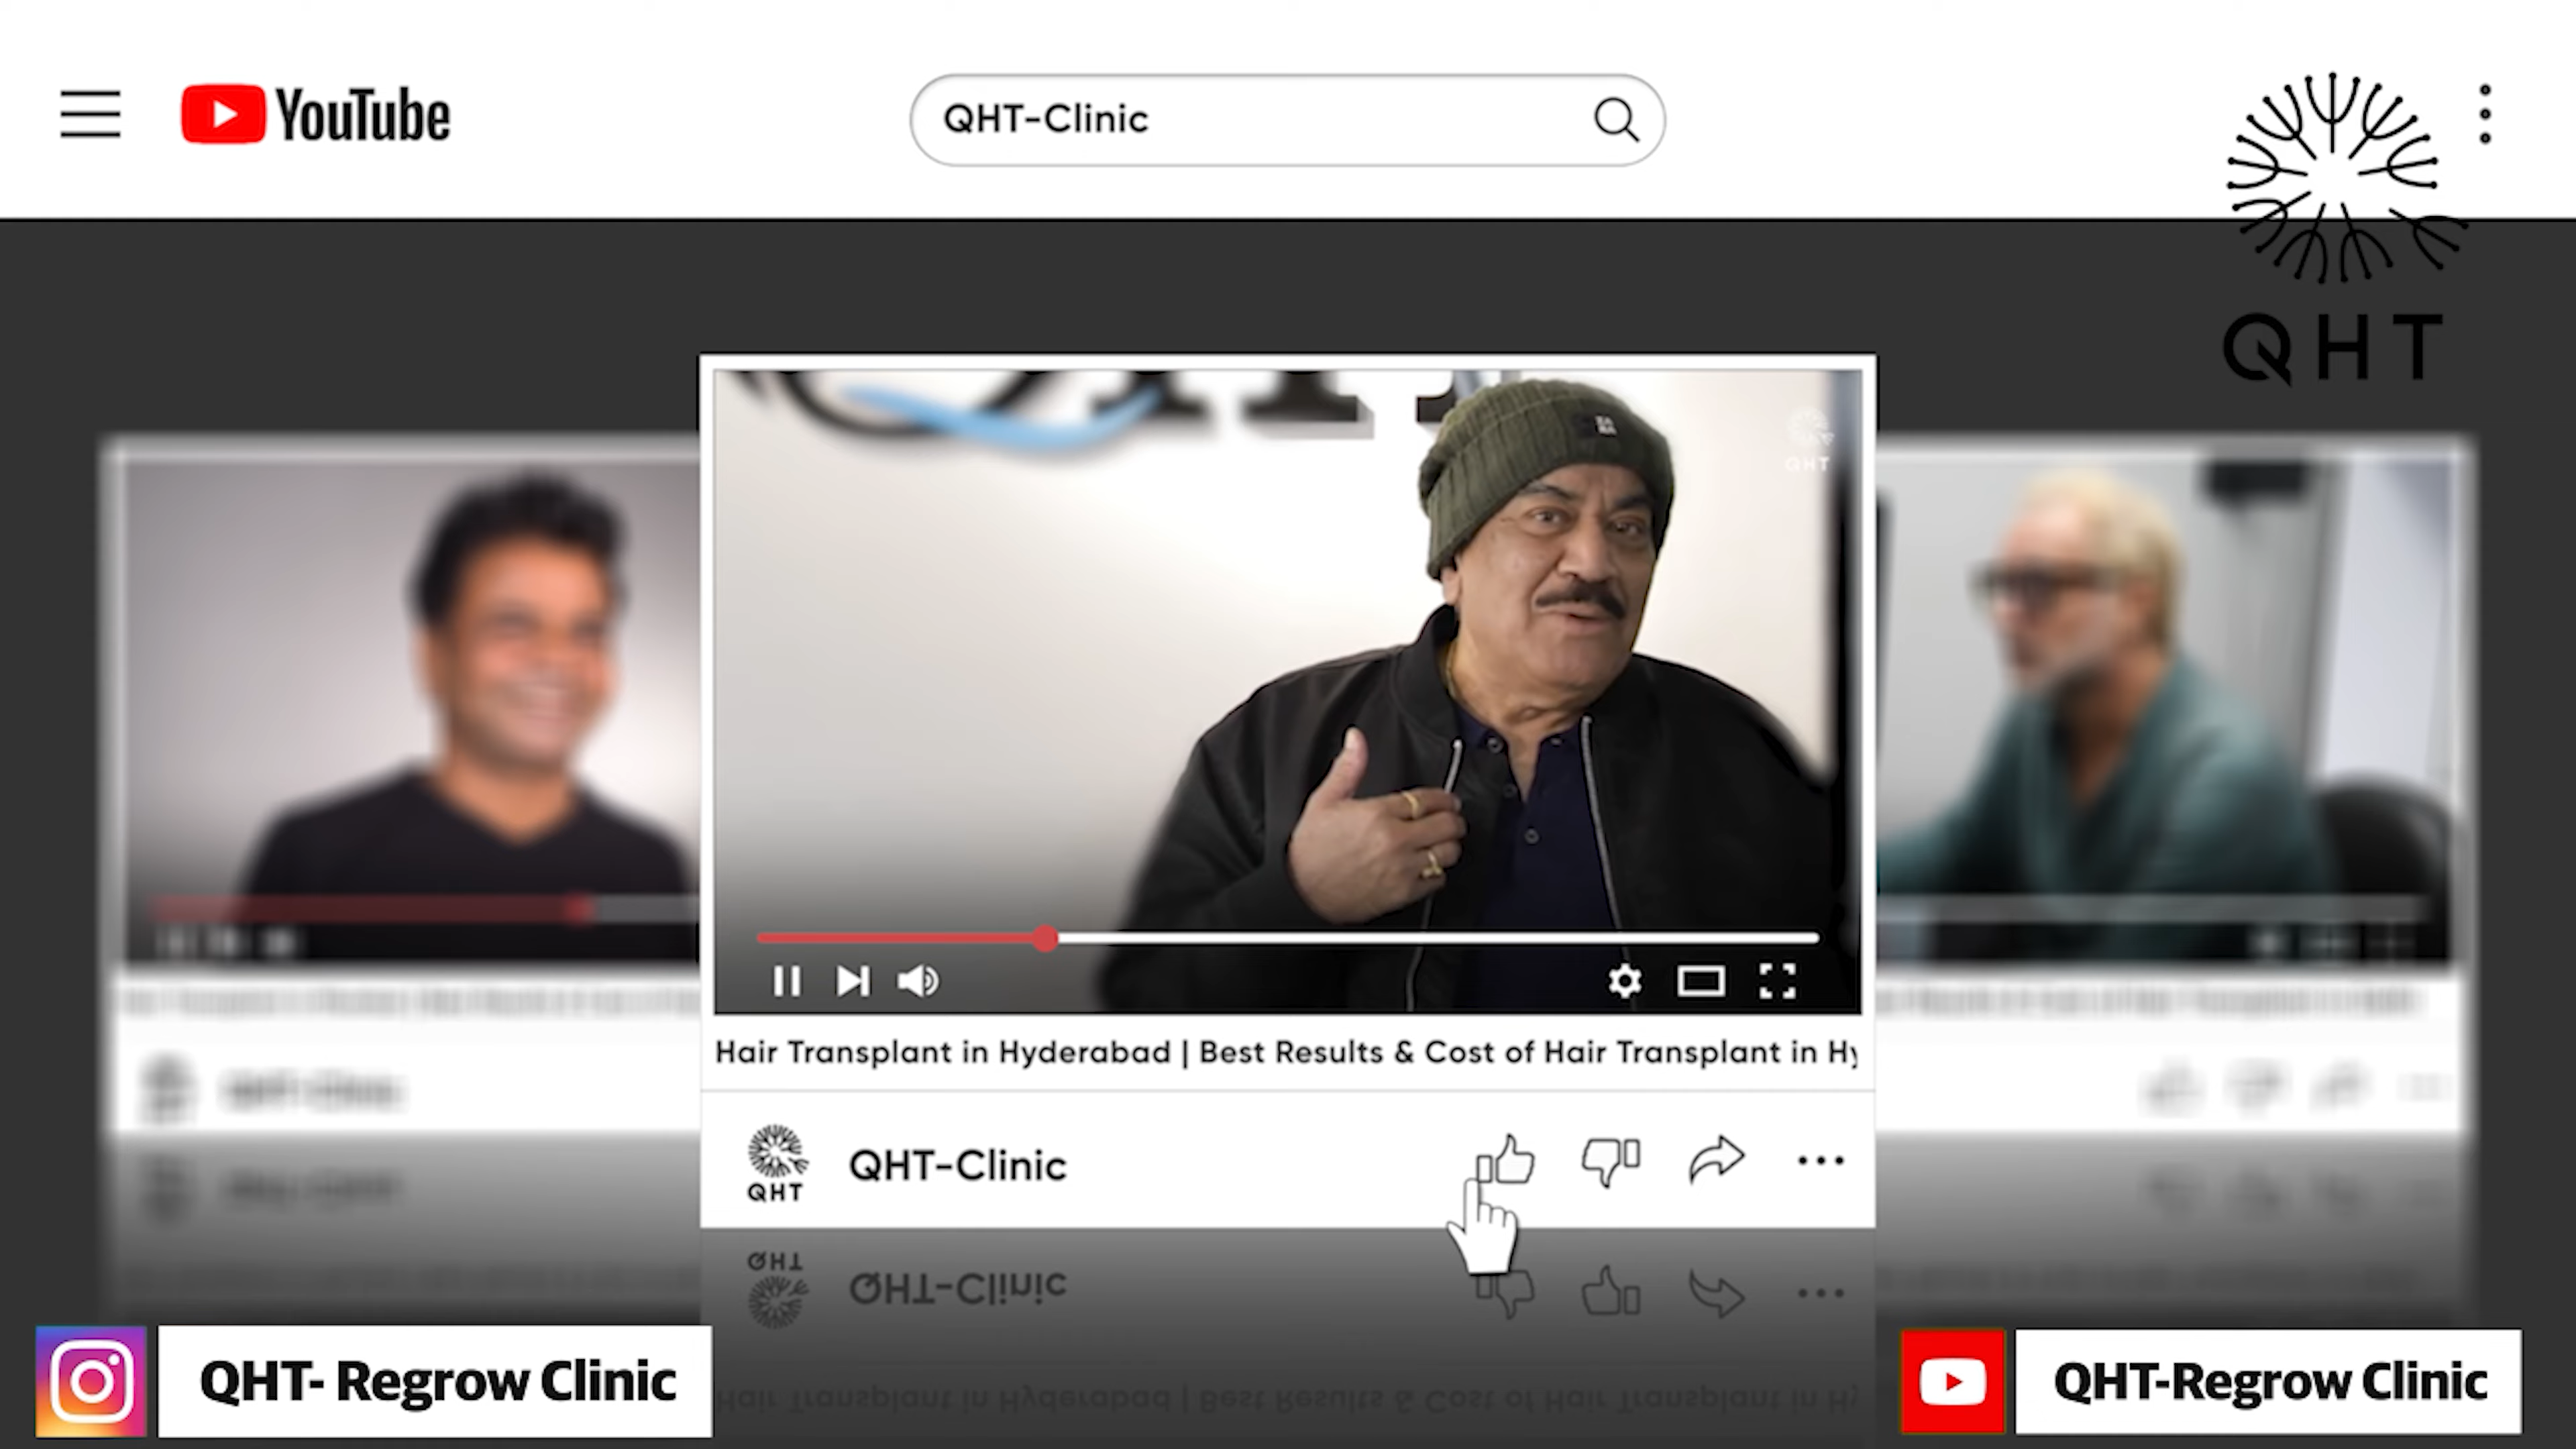 YouTube
QHT-Clinic
QHT
QHT
Hair Transplant in Hyderabad | Best Results & Cost of Hair Transplant in Hy
QHT
QHT-Clinic
QHT- Regrow Clinic
QHT-Regrow Clinic